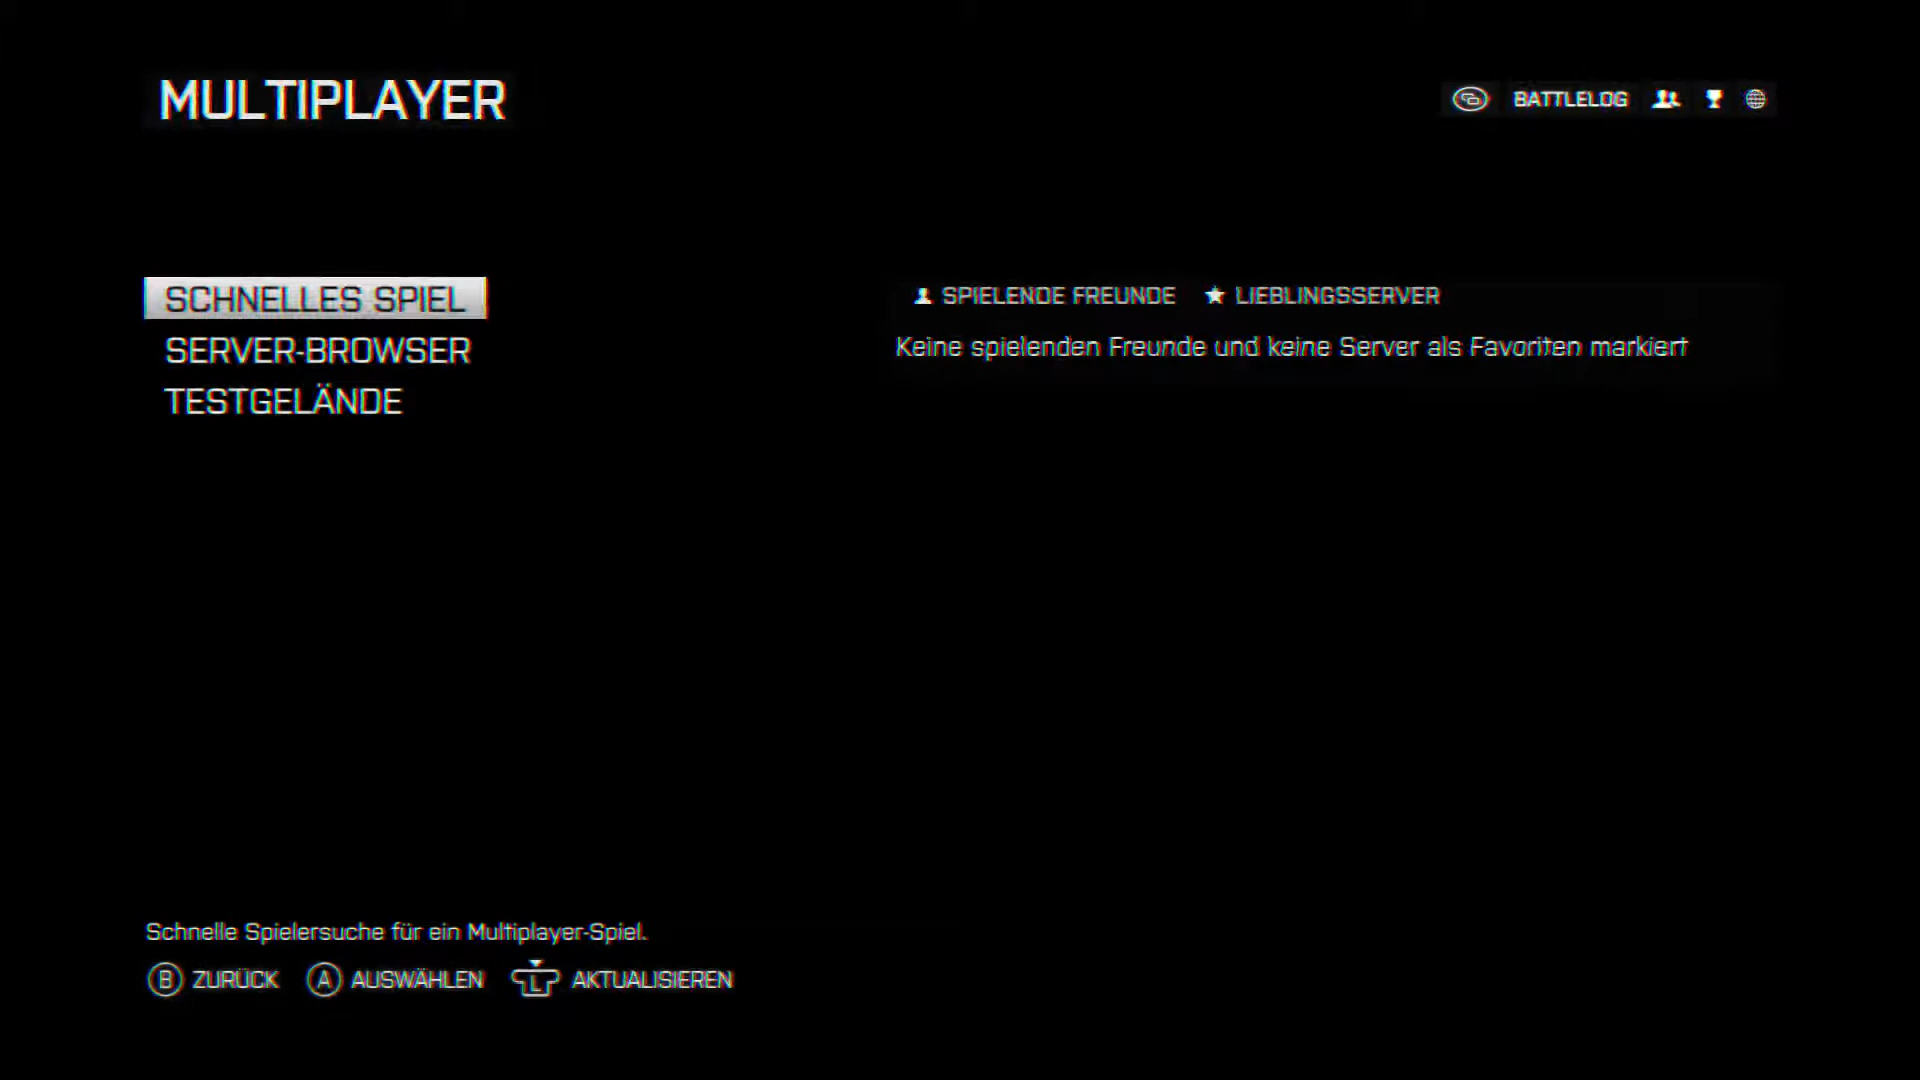 MULTIPLAYER
BATTLELOG
SCHNELLES SPIEL
SERVER-BROWSER
TESTGELÄNDE
SPIELENDE FREUNDE LIEBLINGSSERVER
Keine spielenden Freunde und keine Server als Favoriten markiert
Schnelle Spielersuche für ein Multiplayer-Spiel.
B ZURÜCK A AUSWÄHLEN L AKTUALISIEREN